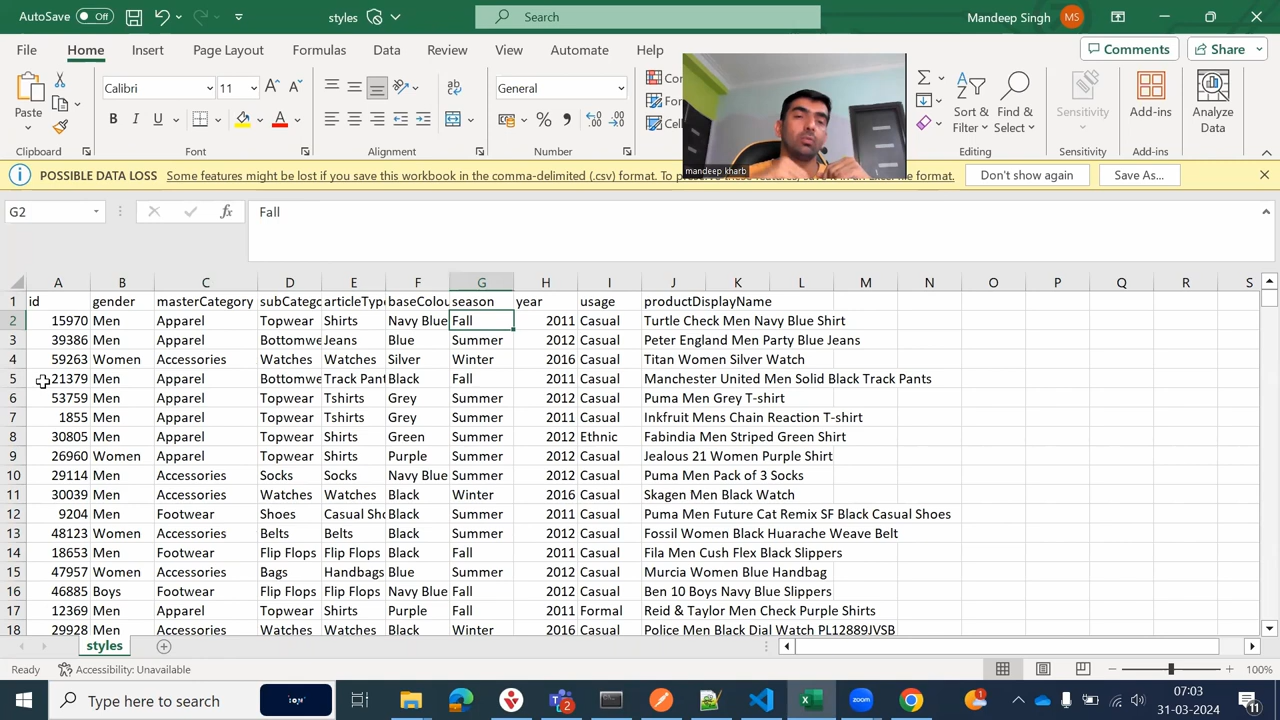 AutoSave Off styles Search Mandeep Singh MS
File Home Insert Page Layout Formulas Data Review View Automate Help Comments Share
Calibri 11 General
Paste Sort & Filter Find & Select Sensitivity Add-ins Analyze Data
Clipboard Font Alignment Number Editing Sensitivity Add-ins
mandeep kharb
POSSIBLE DATA LOSS Some features might be lost if you save this workbook in the comma-delimited (.csv) format. To preserve these features, save it in an Excel file format. Don't show again Save As...
G2 fx Fall
A B C D E F G H I J K L M N O P Q R S
1 id gender masterCategory subCatego articleType baseColou season year usage productDisplayName
2 15970 Men Apparel Topwear Shirts Navy Blue Fall 2011 Casual Turtle Check Men Navy Blue Shirt
3 39386 Men Apparel Bottomwe Jeans Blue Summer 2012 Casual Peter England Men Party Blue Jeans
4 59263 Women Accessories Watches Watches Silver Winter 2016 Casual Titan Women Silver Watch
5 21379 Men Apparel Bottomwe Track Pant Black Fall 2011 Casual Manchester United Men Solid Black Track Pants
6 53759 Men Apparel Topwear Tshirts Grey Summer 2012 Casual Puma Men Grey T-shirt
7 1855 Men Apparel Topwear Tshirts Grey Summer 2011 Casual Inkfruit Mens Chain Reaction T-shirt
8 30805 Men Apparel Topwear Shirts Green Summer 2012 Ethnic Fabindia Men Striped Green Shirt
9 26960 Women Apparel Topwear Shirts Purple Summer 2012 Casual Jealous 21 Women Purple Shirt
10 29114 Men Accessories Socks Socks Navy Blue Summer 2012 Casual Puma Men Pack of 3 Socks
11 30039 Men Accessories Watches Watches Black Winter 2016 Casual Skagen Men Black Watch
12 9204 Men Footwear Shoes Casual Sho Black Summer 2011 Casual Puma Men Future Cat Remix SF Black Casual Shoes
13 48123 Women Accessories Belts Belts Black Summer 2012 Casual Fossil Women Black Huarache Weave Belt
14 18653 Men Footwear Flip Flops Flip Flops Black Fall 2011 Casual Fila Men Cush Flex Black Slippers
15 47957 Women Accessories Bags Handbags Blue Summer 2012 Casual Murcia Women Blue Handbag
16 46885 Boys Footwear Flip Flops Flip Flops Navy Blue Fall 2012 Casual Ben 10 Boys Navy Blue Slippers
17 12369 Men Apparel Topwear Shirts Purple Fall 2011 Formal Reid & Taylor Men Check Purple Shirts
18 29928 Men Accessories Watches Watches Black Winter 2016 Casual Police Men Black Dial Watch PL12889JVSB
styles
Ready Accessibility: Unavailable 100%
Type here to search 07:03
31-03-2024